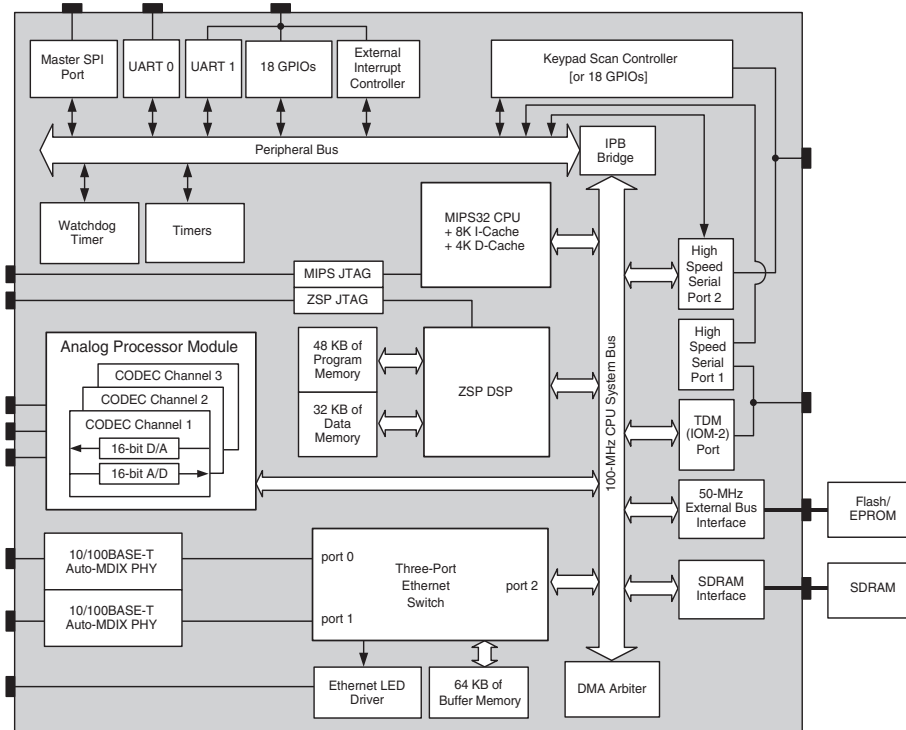 Master SPI
Port
UART 0
UART 1
18 GPIOs
External
Interrupt
Controller
Keypad Scan Controller
[or 18 GPIOs]
Peripheral Bus
IPB
Bridge
Watchdog
Timer
Timers
MIPS32 CPU
+ 8K I-Cache
+ 4K D-Cache
High
Speed
Serial
Port 2
MIPS JTAG
ZSP JTAG
Analog Processor Module
CODEC Channel 3
CODEC Channel 2
CODEC Channel 1
16-bit D/A
16-bit A/D
48 KB of
Program
Memory
32 KB of
Data
Memory
ZSP DSP
100-MHz CPU System Bus
High
Speed
Serial
Port 1
TDM
(IOM-2)
Port
50-MHz
External Bus
Interface
Flash/
EPROM
10/100BASE-T
Auto-MDIX PHY
10/100BASE-T
Auto-MDIX PHY
port 0
Three-Port
Ethernet
Switch
port 2
port 1
SDRAM
Interface
SDRAM
Ethernet LED
Driver
64 KB of
Buffer Memory
DMA Arbiter